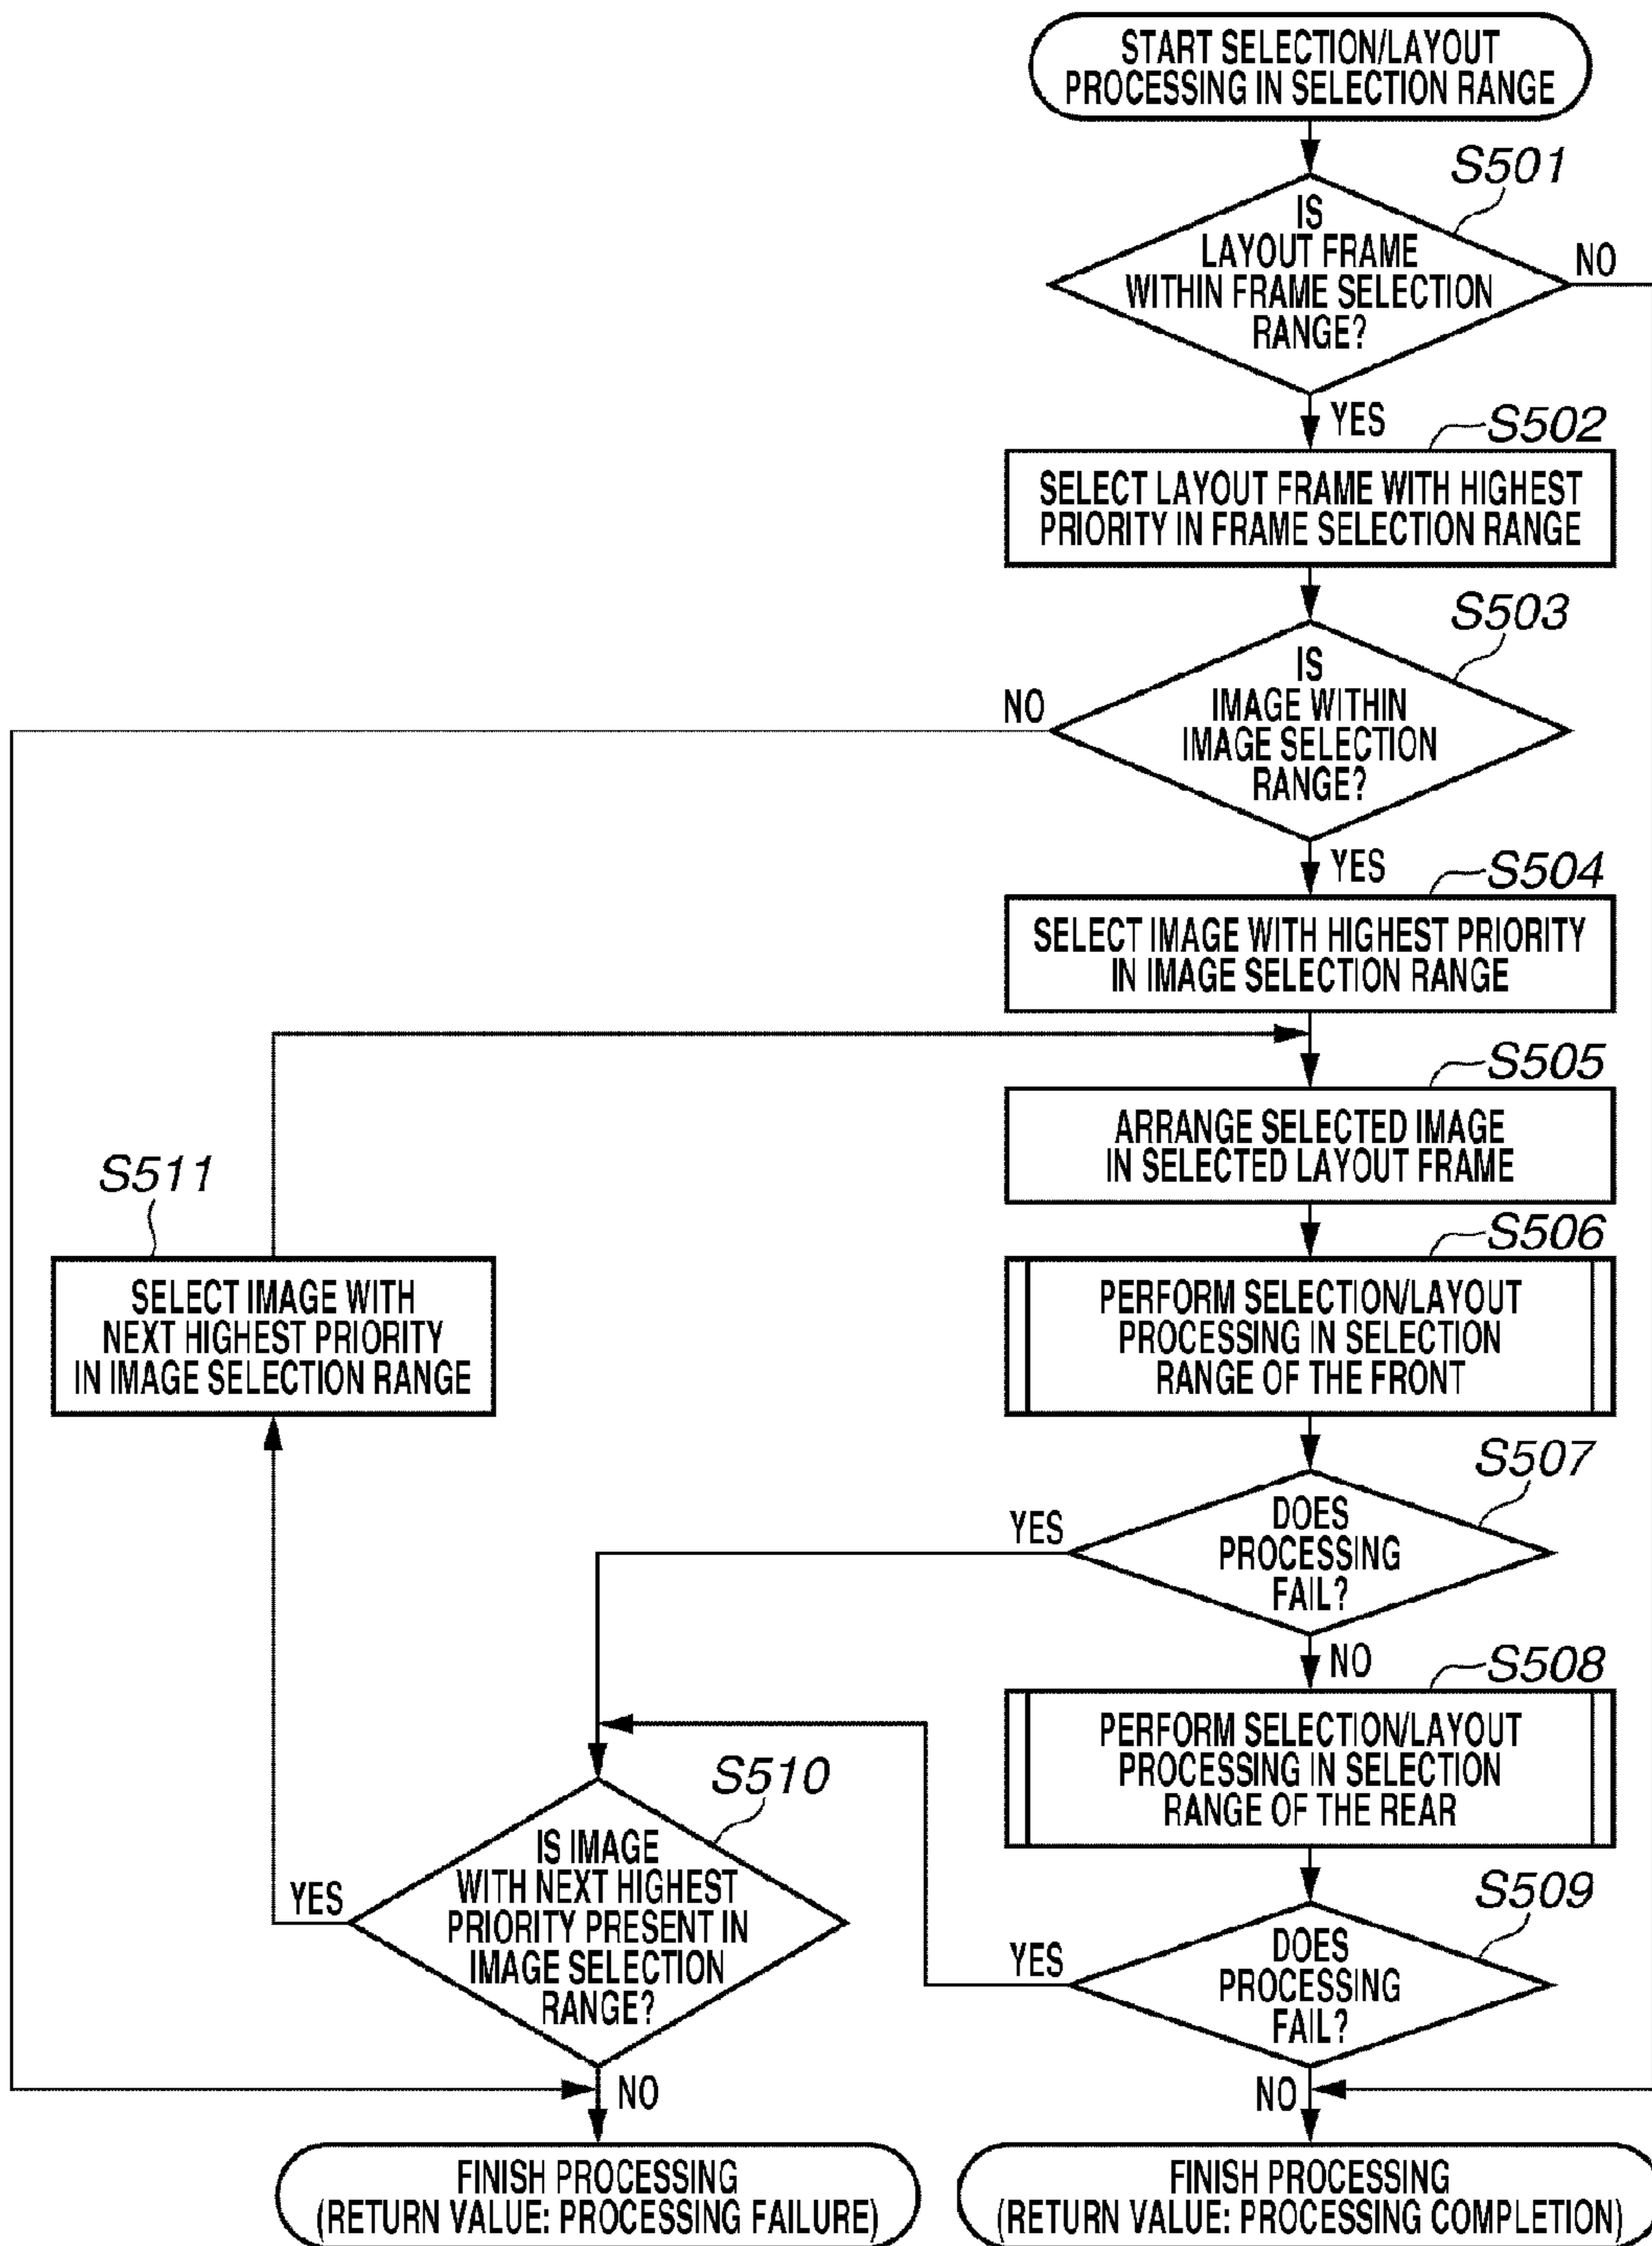 START SELECTION/LAYOUT
PROCESSING IN SELECTION RANGE
S501
IS
LAYOUT FRAME
WITHIN FRAME SELECTION
RANGE?
NO
YES
S502
SELECT LAYOUT FRAME WITH HIGHEST
PRIORITY IN FRAME SELECTION RANGE
S503
IS
IMAGE WITHIN
IMAGE SELECTION
RANGE?
NO
YES
S504
SELECT IMAGE WITH HIGHEST PRIORITY
IN IMAGE SELECTION RANGE
S505
ARRANGE SELECTED IMAGE
IN SELECTED LAYOUT FRAME
S511
SELECT IMAGE WITH
NEXT HIGHEST PRIORITY
IN IMAGE SELECTION RANGE
S506
PERFORM SELECTION/LAYOUT
PROCESSING IN SELECTION
RANGE OF THE FRONT
S507
DOES
PROCESSING
FAIL?
YES
NO
S508
PERFORM SELECTION/LAYOUT
PROCESSING IN SELECTION
RANGE OF THE REAR
S510
IS IMAGE
WITH NEXT HIGHEST
PRIORITY PRESENT IN
IMAGE SELECTION
RANGE?
YES
NO
S509
DOES
PROCESSING
FAIL?
YES
NO
FINISH PROCESSING
(RETURN VALUE: PROCESSING FAILURE)
FINISH PROCESSING
(RETURN VALUE: PROCESSING COMPLETION)